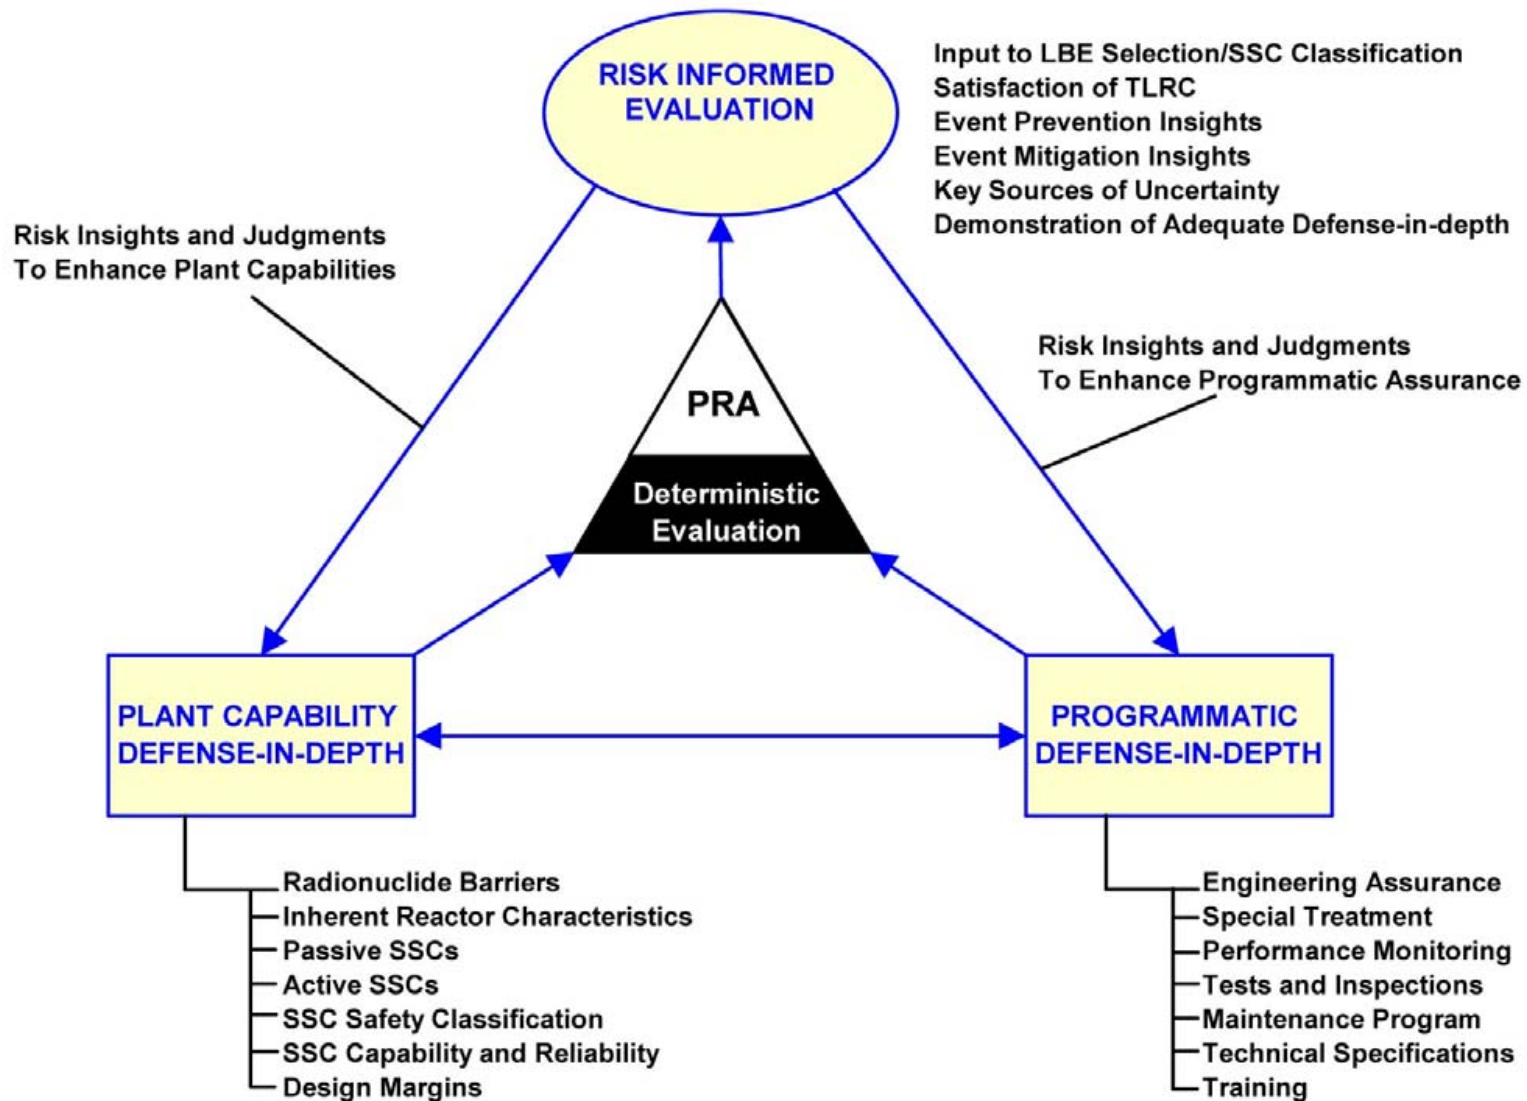 RISK INFORMED
EVALUATION
Input to LBE Selection/SSC Classification
Satisfaction of TLRC
Event Prevention Insights
Event Mitigation Insights
Key Sources of Uncertainty
Demonstration of Adequate Defense-in-depth
Risk Insights and Judgments
To Enhance Plant Capabilities
Risk Insights and Judgments
To Enhance Programmatic Assurance
PRA
Deterministic
Evaluation
PLANT CAPABILITY
DEFENSE-IN-DEPTH
PROGRAMMATIC
DEFENSE-IN-DEPTH
Radionuclide Barriers
Inherent Reactor Characteristics
Passive SSCs
Active SSCs
SSC Safety Classification
SSC Capability and Reliability
Design Margins
Engineering Assurance
Special Treatment
Performance Monitoring
Tests and Inspections
Maintenance Program
Technical Specifications
Training